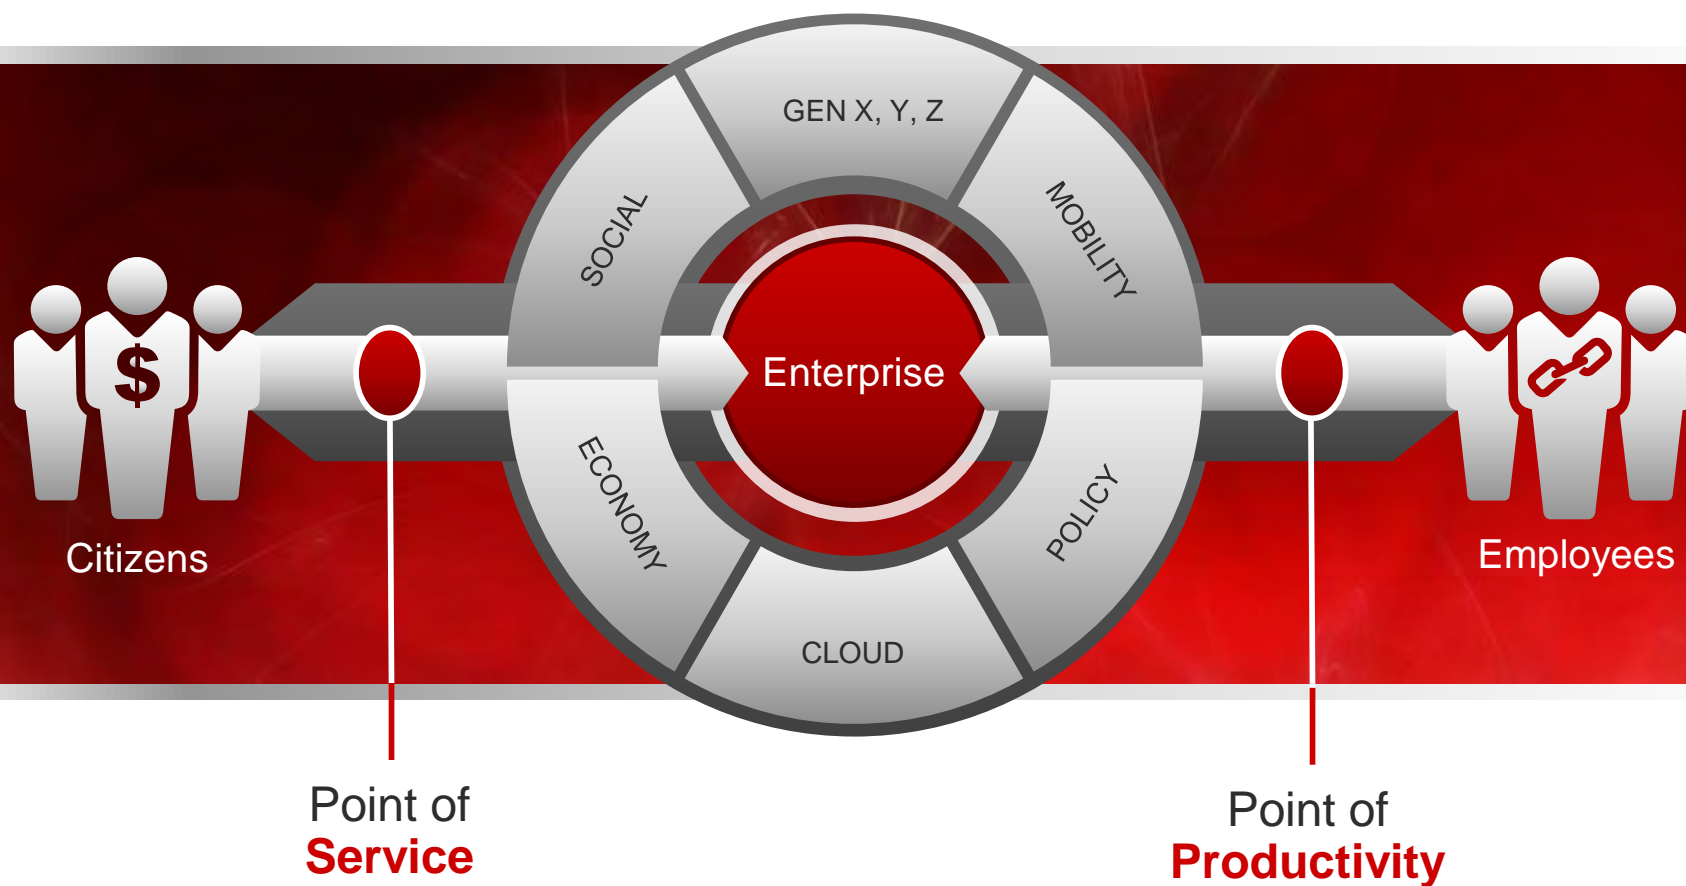 GEN X, Y, Z
SOCIAL
MOBILITY
$
Enterprise
ECONOMY
POLICY
Citizens
Employees
CLOUD
Point of
Service
Point of
Productivity